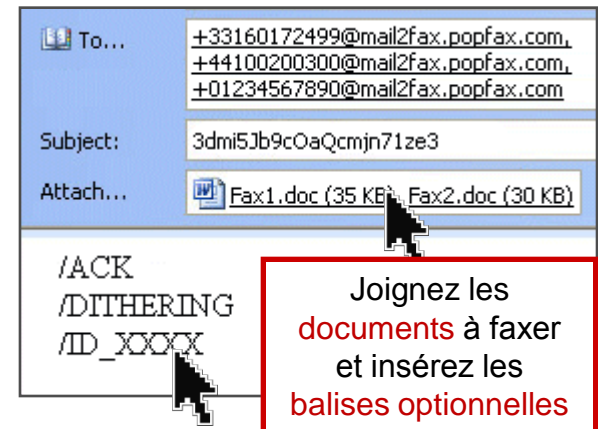 To...
+33160172499@mail2fax.popfax.com,
+44100200300@mail2fax.popfax.com,
+01234567890@mail2fax.popfax.com
Subject:
3dmi5Jb9cOaQcmjn71ze3
Attach...
Fax1.doc (35 KB), Fax2.doc (30 KB)
/ACK
/DITHERING
/ID_XXXX
Joignez les
documents à faxer
et insérez les
balises optionnelles